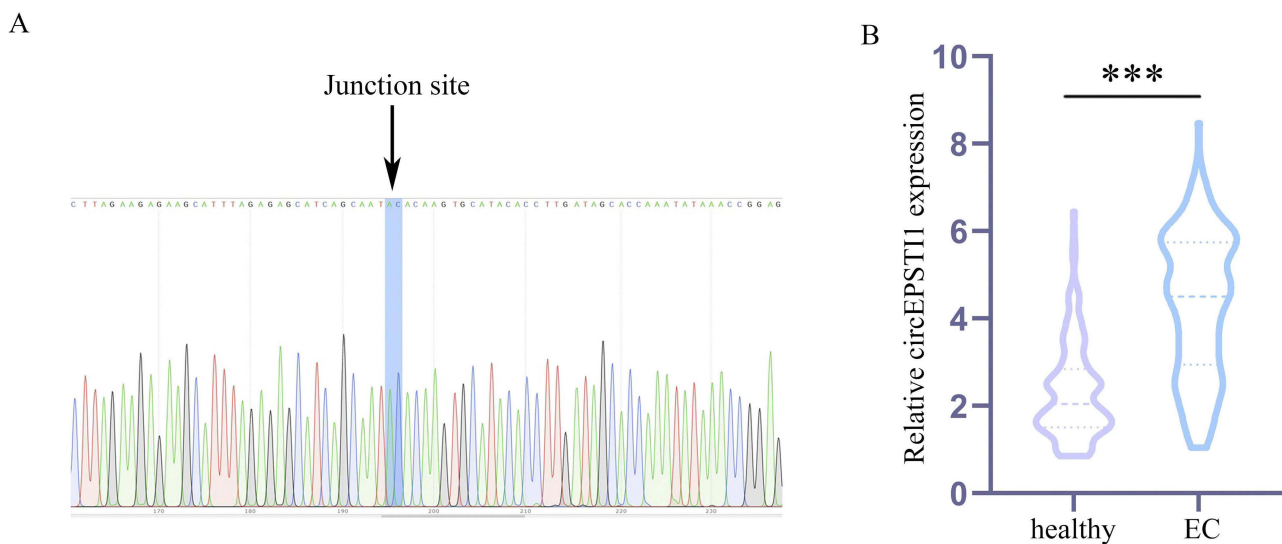 A
Junction site
C TTAGAAGAGAAGCATTTAGAGAGCATCAGCAATACACAAGTGCATACACCTTGATAGCACCAAATATAAACCGGAG
170 180 190 200 210 220 230
B
***
Relative circEPSTI1 expression
10
8
6
4
2
0
healthy EC